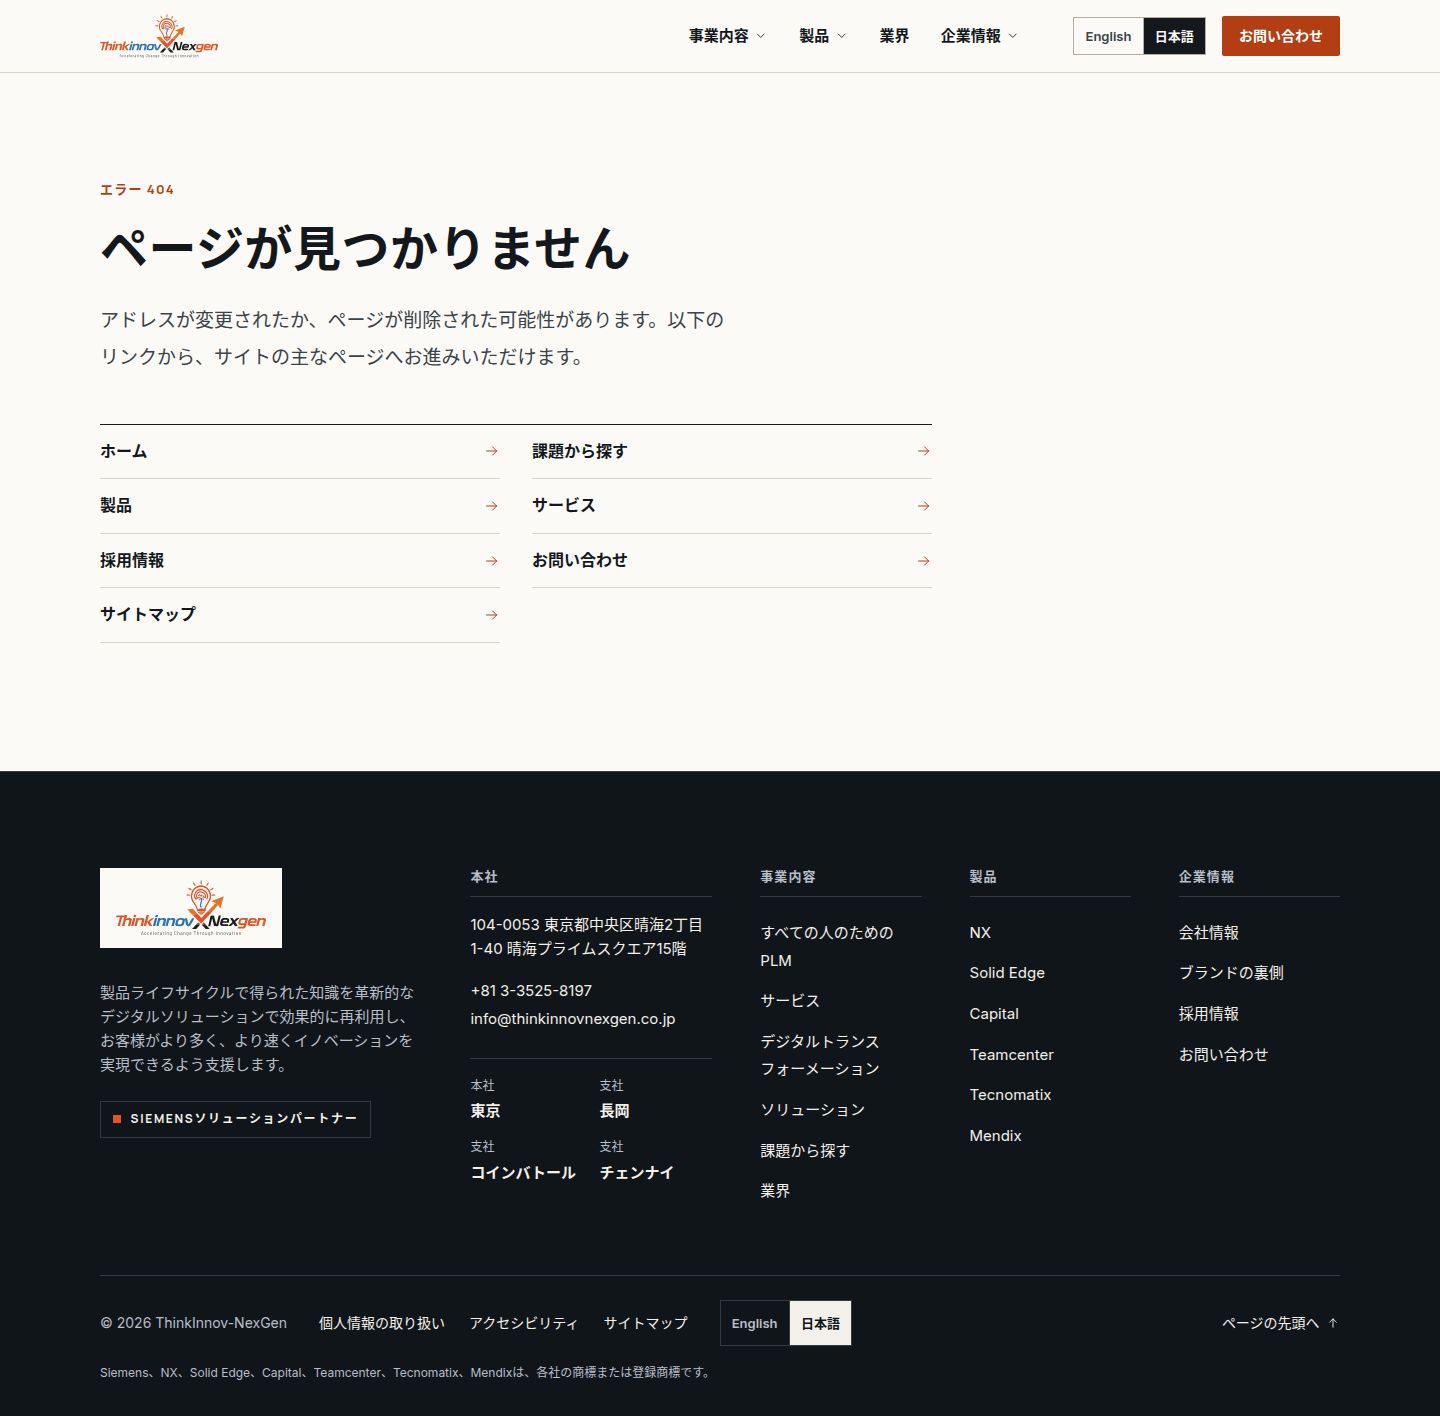 ThinkinnovXNexgen
Accelerating Change Through Innovation
事業内容
製品
業界
企業情報
English
日本語
お問い合わせ
エラー 404
ページが見つかりません
アドレスが変更されたか、ページが削除された可能性があります。以下の
リンクから、サイトの主なページへお進みいただけます。
ホーム
課題から探す
製品
サービス
採用情報
お問い合わせ
サイトマップ
ThinkinnovXNexgen
Accelerating Change Through Innovation
製品ライフサイクルで得られた知識を革新的な
デジタルソリューションで効果的に再利用し、
お客様がより多く、より速くイノベーションを
実現できるよう支援します。
SIEMENSソリューションパートナー
本社
104-0053 東京都中央区晴海2丁目
1-40 晴海プライムスクエア15階
+81 3-3525-8197
info@thinkinnovnexgen.co.jp
本社
東京
支社
長岡
支社
コインバトール
支社
チェンナイ
事業内容
すべての人のための
PLM
サービス
デジタルトランス
フォーメーション
ソリューション
課題から探す
業界
製品
NX
Solid Edge
Capital
Teamcenter
Tecnomatix
Mendix
企業情報
会社情報
ブランドの裏側
採用情報
お問い合わせ
© 2026 ThinkInnov-NexGen
個人情報の取り扱い
アクセシビリティ
サイトマップ
English
日本語
ページの先頭へ ↑
Siemens、NX、Solid Edge、Capital、Teamcenter、Tecnomatix、Mendixは、各社の商標または登録商標です。